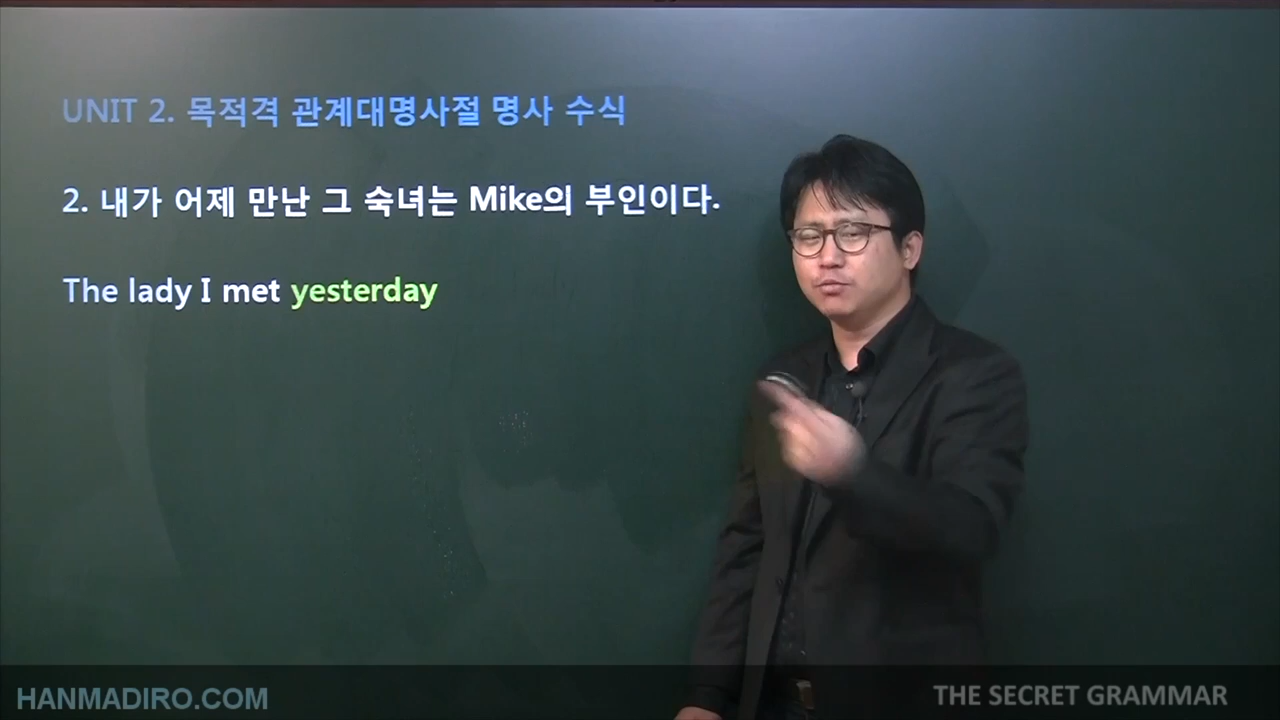 UNIT 2. 목적격 관계대명사절 명사 수식
2. 내가 어제 만난 그 숙녀는 Mike의 부인이다.
The lady I met yesterday
HANMADIRO.COM
THE SECRET GRAMMAR